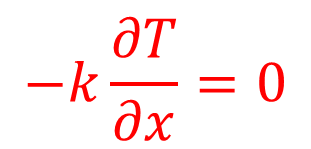 −k ∂T/∂x = 0